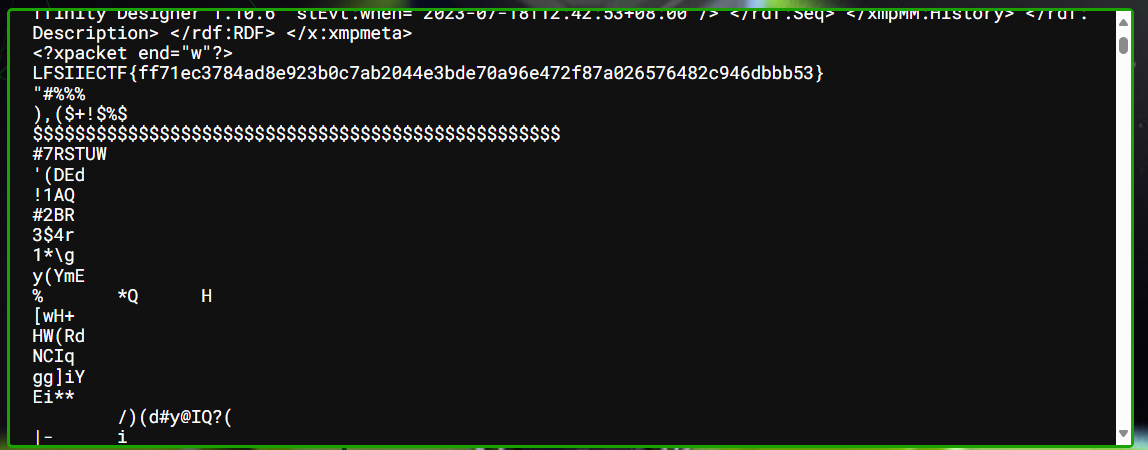 ffinity Designer 1.10.6" stEvt:when="2023-07-18T12:42:53+08:00"/> </rdf:Seq> </xmpMM:History> </rdf:
Description> </rdf:RDF> </x:xmpmeta>
<?xpacket end="w"?>
LFSIIECTF{ff71ec3784ad8e923b0c7ab2044e3bde70a96e472f87a026576482c946dbbb53}
"#%%%
),($+!$%$
$$$$$$$$$$$$$$$$$$$$$$$$$$$$$$$$$$$$$$$$$$$$$$$$$$
#7RSTUW
'(DEd
!1AQ
#2BR
3$4r
1*\g
y(YmE
% *Q H
[wH+
HW(Rd
NCIq
gg]iY
Ei**
/)(d#y@IQ?(
|- i